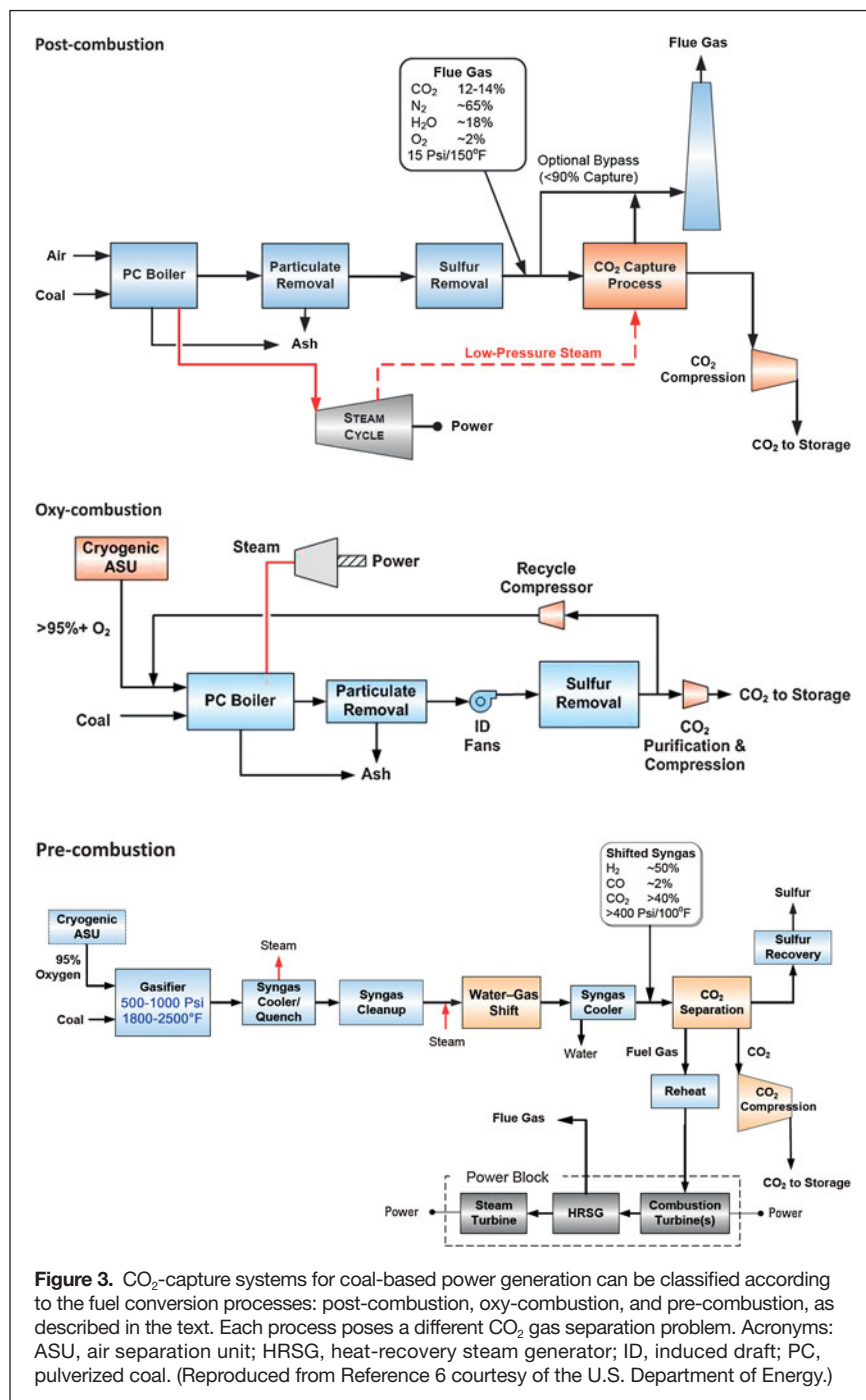 Post-combustion
Flue Gas
Flue Gas
CO₂ 12-14%
N₂ ~65%
H₂O ~18%
O₂ ~2%
15 Psi/150°F
Optional Bypass
(<90% Capture)
Air
Coal
PC Boiler
Particulate
Removal
Sulfur
Removal
CO₂ Capture
Process
Ash
Low-Pressure Steam
STEAM
CYCLE
Power
CO₂
Compression
CO₂ to Storage
Oxy-combustion
Cryogenic
ASU
Steam
Power
Recycle
Compressor
>95%+ O₂
Coal
PC Boiler
Particulate
Removal
ID
Fans
Sulfur
Removal
CO₂ to Storage
CO₂
Purification &
Compression
Ash
Pre-combustion
Shifted Syngas
H₂ ~50%
CO ~2%
CO₂ >40%
>400 Psi/100°F
Sulfur
Sulfur
Recovery
Cryogenic
ASU
95%
Oxygen
Coal
Gasifier
500-1000 Psi
1800-2500°F
Steam
Syngas
Cooler/
Quench
Syngas
Cleanup
Steam
Water–Gas
Shift
Syngas
Cooler
Water
CO₂
Separation
Fuel Gas
CO₂
Reheat
CO₂
Compression
CO₂ to Storage
Flue Gas
Power Block
Power
Steam
Turbine
HRSG
Combustion
Turbine(s)
Power
Figure 3. CO₂-capture systems for coal-based power generation can be classified according
to the fuel conversion processes: post-combustion, oxy-combustion, and pre-combustion, as
described in the text. Each process poses a different CO₂ gas separation problem. Acronyms:
ASU, air separation unit; HRSG, heat-recovery steam generator; ID, induced draft; PC,
pulverized coal. (Reproduced from Reference 6 courtesy of the U.S. Department of Energy.)